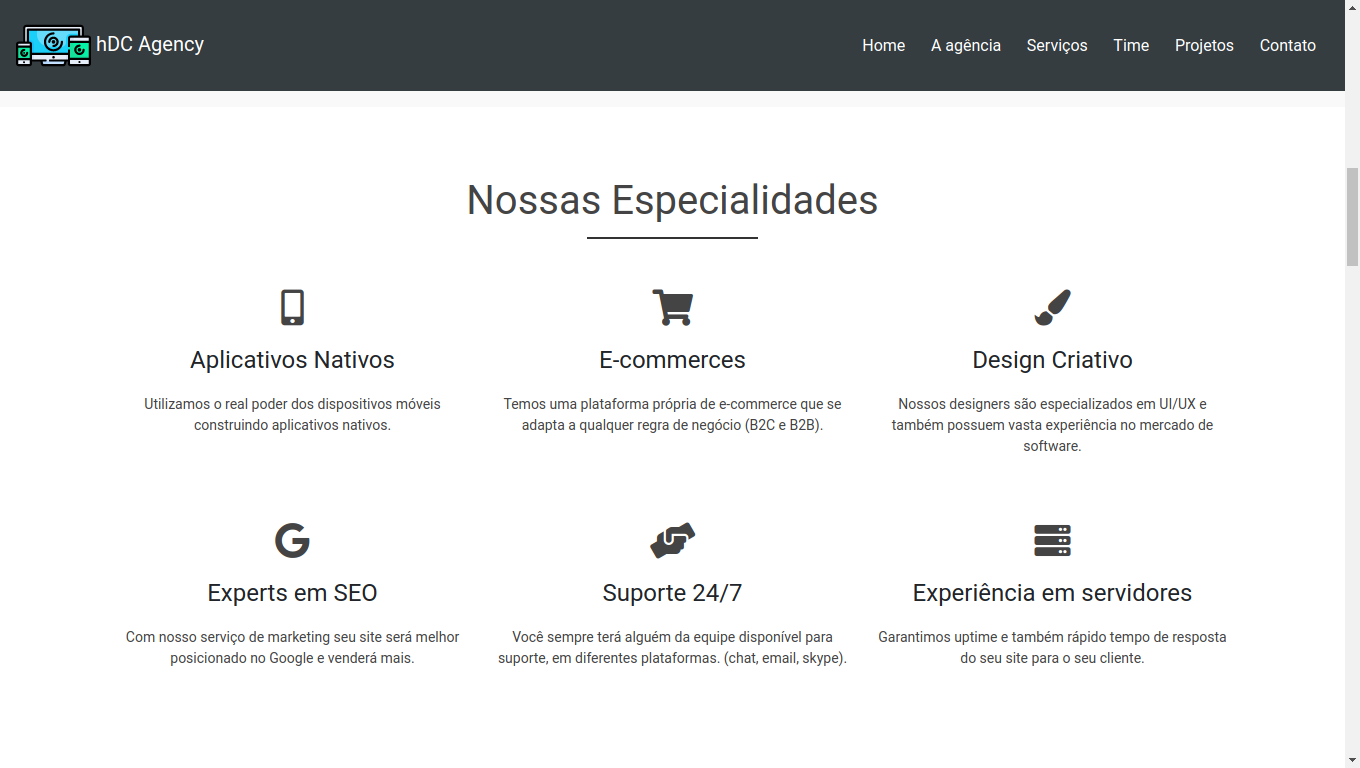 hDC Agency
Home A agência Serviços Time Projetos Contato
Nossas Especialidades
Aplicativos Nativos
Utilizamos o real poder dos dispositivos móveis
construindo aplicativos nativos.
E-commerces
Temos uma plataforma própria de e-commerce que se
adapta a qualquer regra de negócio (B2C e B2B).
Design Criativo
Nossos designers são especializados em UI/UX e
também possuem vasta experiência no mercado de
software.
Experts em SEO
Com nosso serviço de marketing seu site será melhor
posicionado no Google e venderá mais.
Suporte 24/7
Você sempre terá alguém da equipe disponível para
suporte, em diferentes plataformas. (chat, email, skype).
Experiência em servidores
Garantimos uptime e também rápido tempo de resposta
do seu site para o seu cliente.